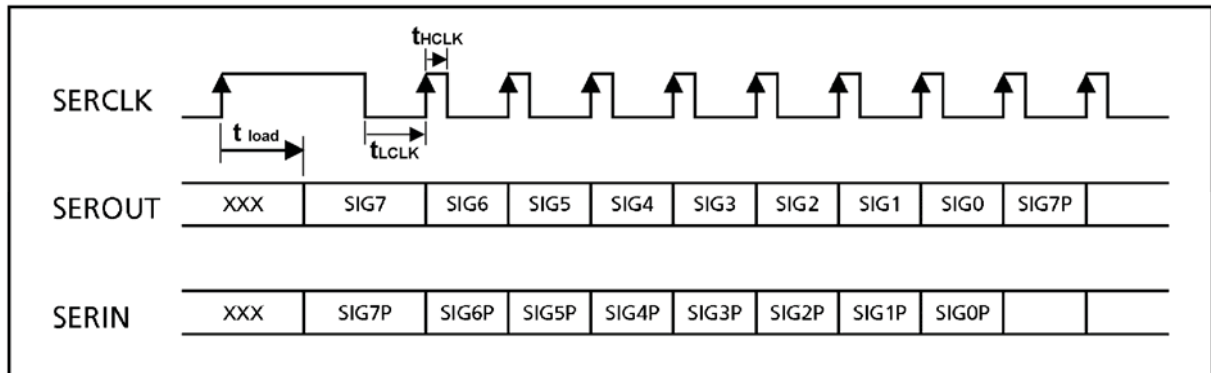 tHCLK
SERCLK
t load
tLCLK
SEROUT XXX SIG7 SIG6 SIG5 SIG4 SIG3 SIG2 SIG1 SIG0 SIG7P
SERIN XXX SIG7P SIG6P SIG5P SIG4P SIG3P SIG2P SIG1P SIG0P